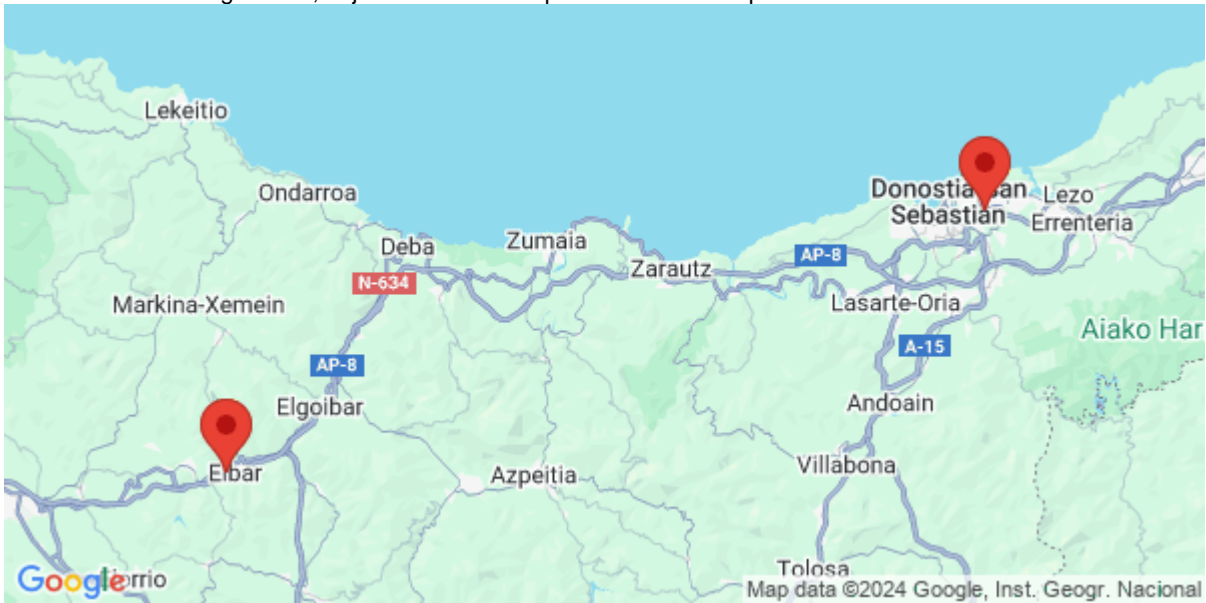 Lekeitio
Ondarroa
Deba
Zumaia
Zarautz
Donostia-San
Sebastián
Lezo
Errenteria
AP-8
N-634
Markina-Xemein
Lasarte-Oria
Aiako Har
A-15
AP-8
Elgoibar
Andoain
Eibar
Azpeitia
Villabona
Tolosa
Google
Map data ©2024 Google, Inst. Geogr. Nacional